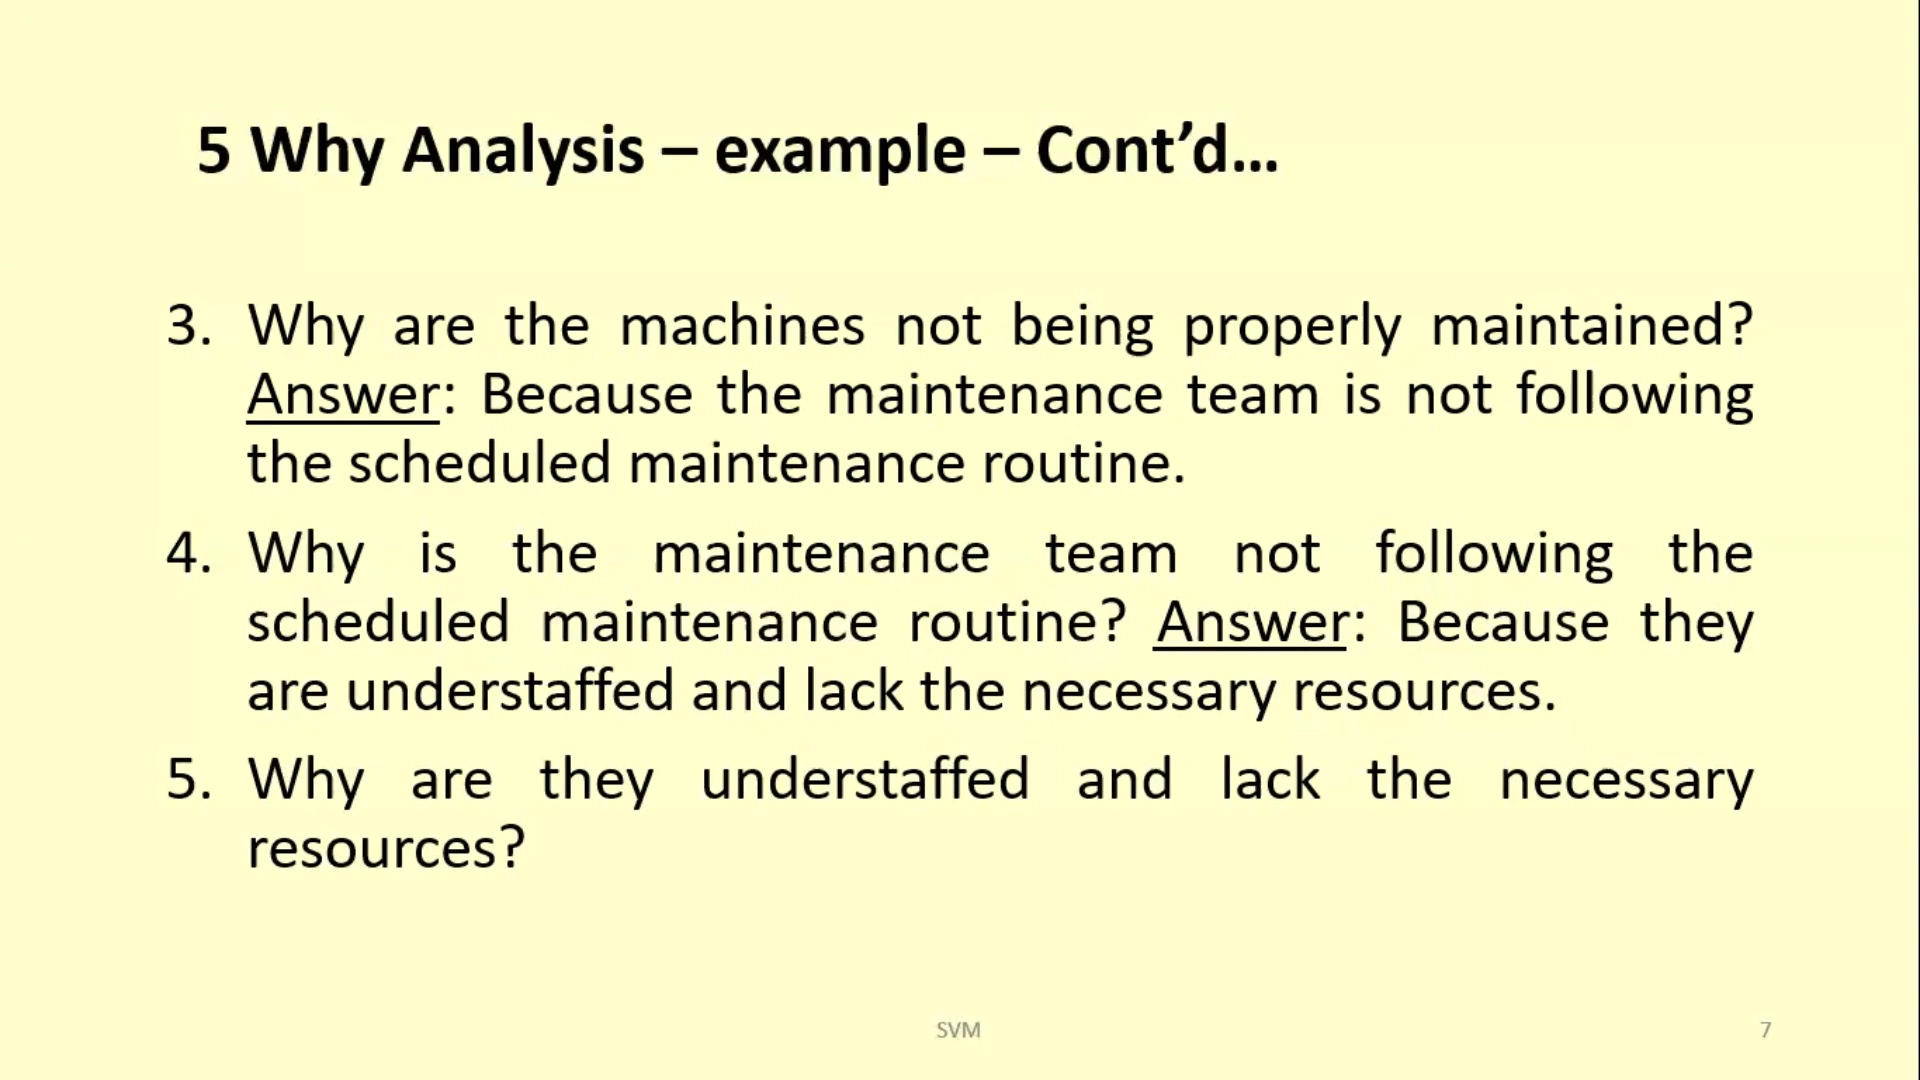 5 Why Analysis – example – Cont’d…
3. Why are the machines not being properly maintained?
Answer: Because the maintenance team is not following
the scheduled maintenance routine.
4. Why is the maintenance team not following the
scheduled maintenance routine? Answer: Because they
are understaffed and lack the necessary resources.
5. Why are they understaffed and lack the necessary
resources?
SVM
7